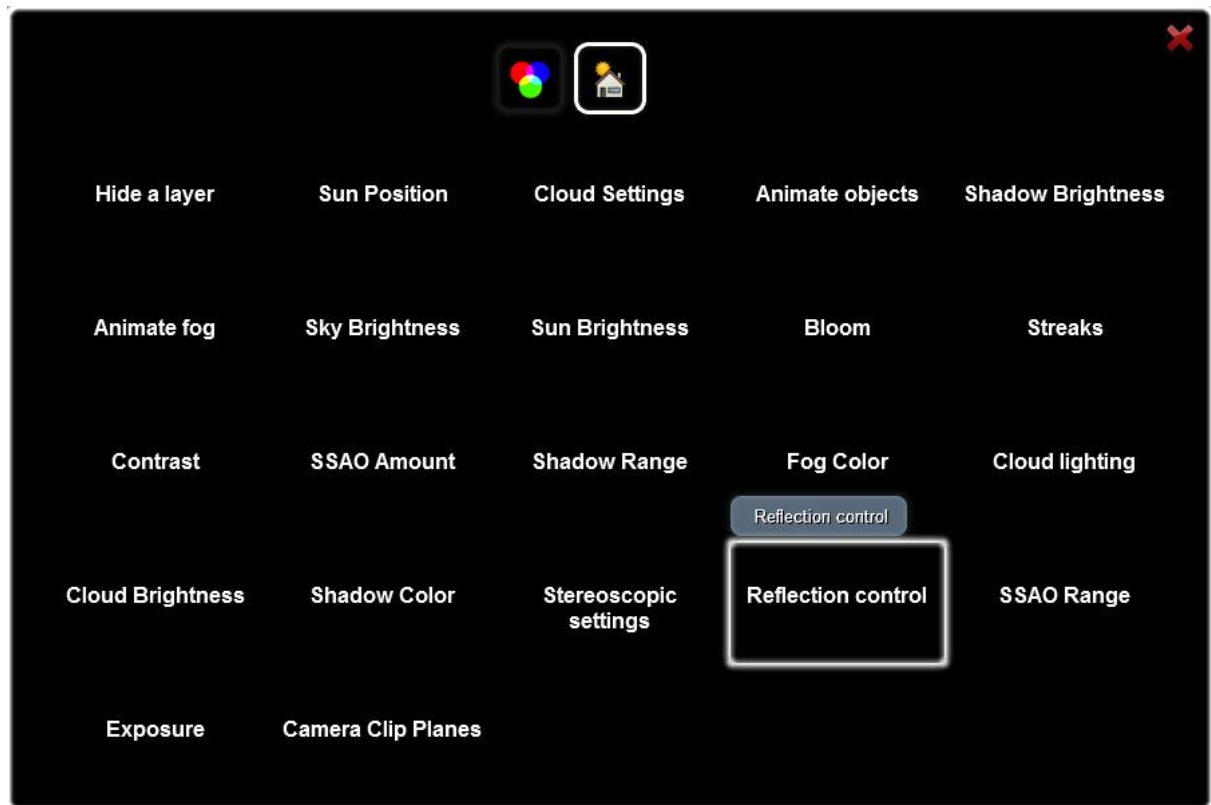 Hide a layer
Sun Position
Cloud Settings
Animate objects
Shadow Brightness
Animate fog
Sky Brightness
Sun Brightness
Bloom
Streaks
Contrast
SSAO Amount
Shadow Range
Fog Color
Cloud lighting
Reflection control
Cloud Brightness
Shadow Color
Stereoscopic
settings
Reflection control
SSAO Range
Exposure
Camera Clip Planes